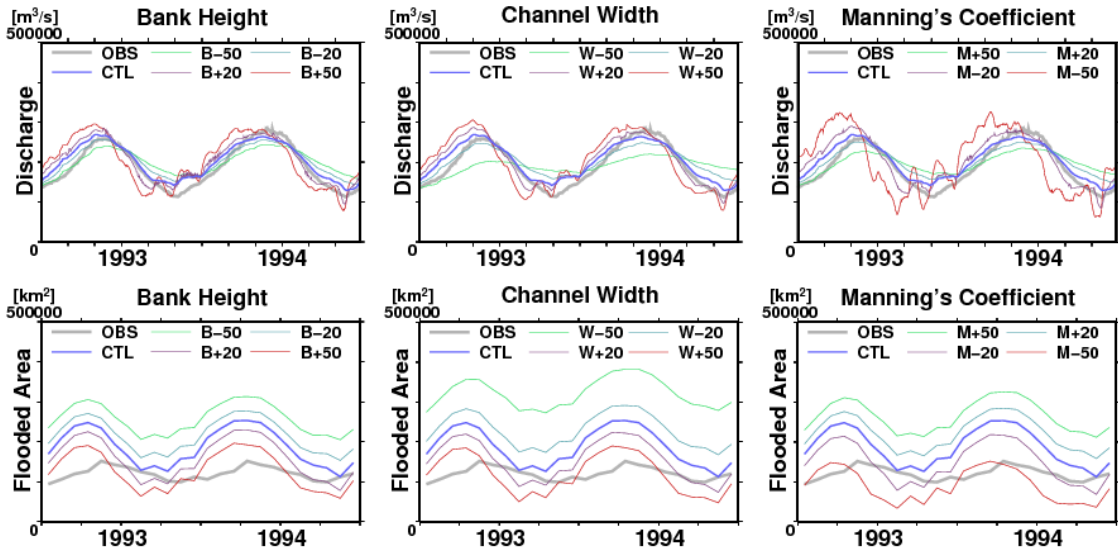 Bank Height
[m³/s]
500000
OBS B−50 B−20
CTL B+20 B+50
Discharge
0
1993 1994
Channel Width
[m³/s]
500000
OBS W−50 W−20
CTL W+20 W+50
Discharge
0
1993 1994
Manning's Coefficient
[m³/s]
500000
OBS M+50 M+20
CTL M−20 M−50
Discharge
0
1993 1994
Bank Height
[km²]
500000
OBS B−50 B−20
CTL B+20 B+50
Flooded Area
0
1993 1994
Channel Width
[km²]
500000
OBS W−50 W−20
CTL W+20 W+50
Flooded Area
0
1993 1994
Manning's Coefficient
[km²]
500000
OBS M+50 M+20
CTL M−20 M−50
Flooded Area
0
1993 1994